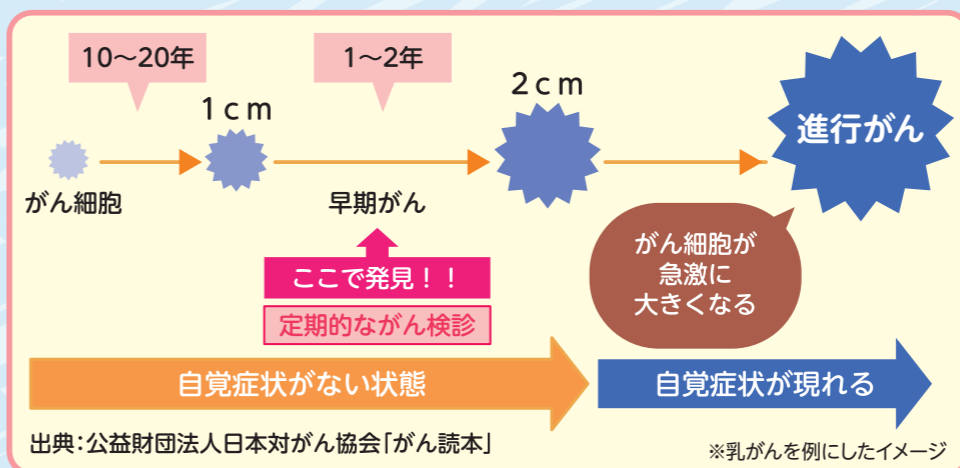 10〜20年
1〜2年
1cm
2cm
進行がん
がん細胞
早期がん
ここで発見!!
定期的ながん検診
がん細胞が
急激に
大きくなる
自覚症状がない状態
自覚症状が現れる
出典:公益財団法人日本対がん協会「がん読本」
※乳がんを例にしたイメージ